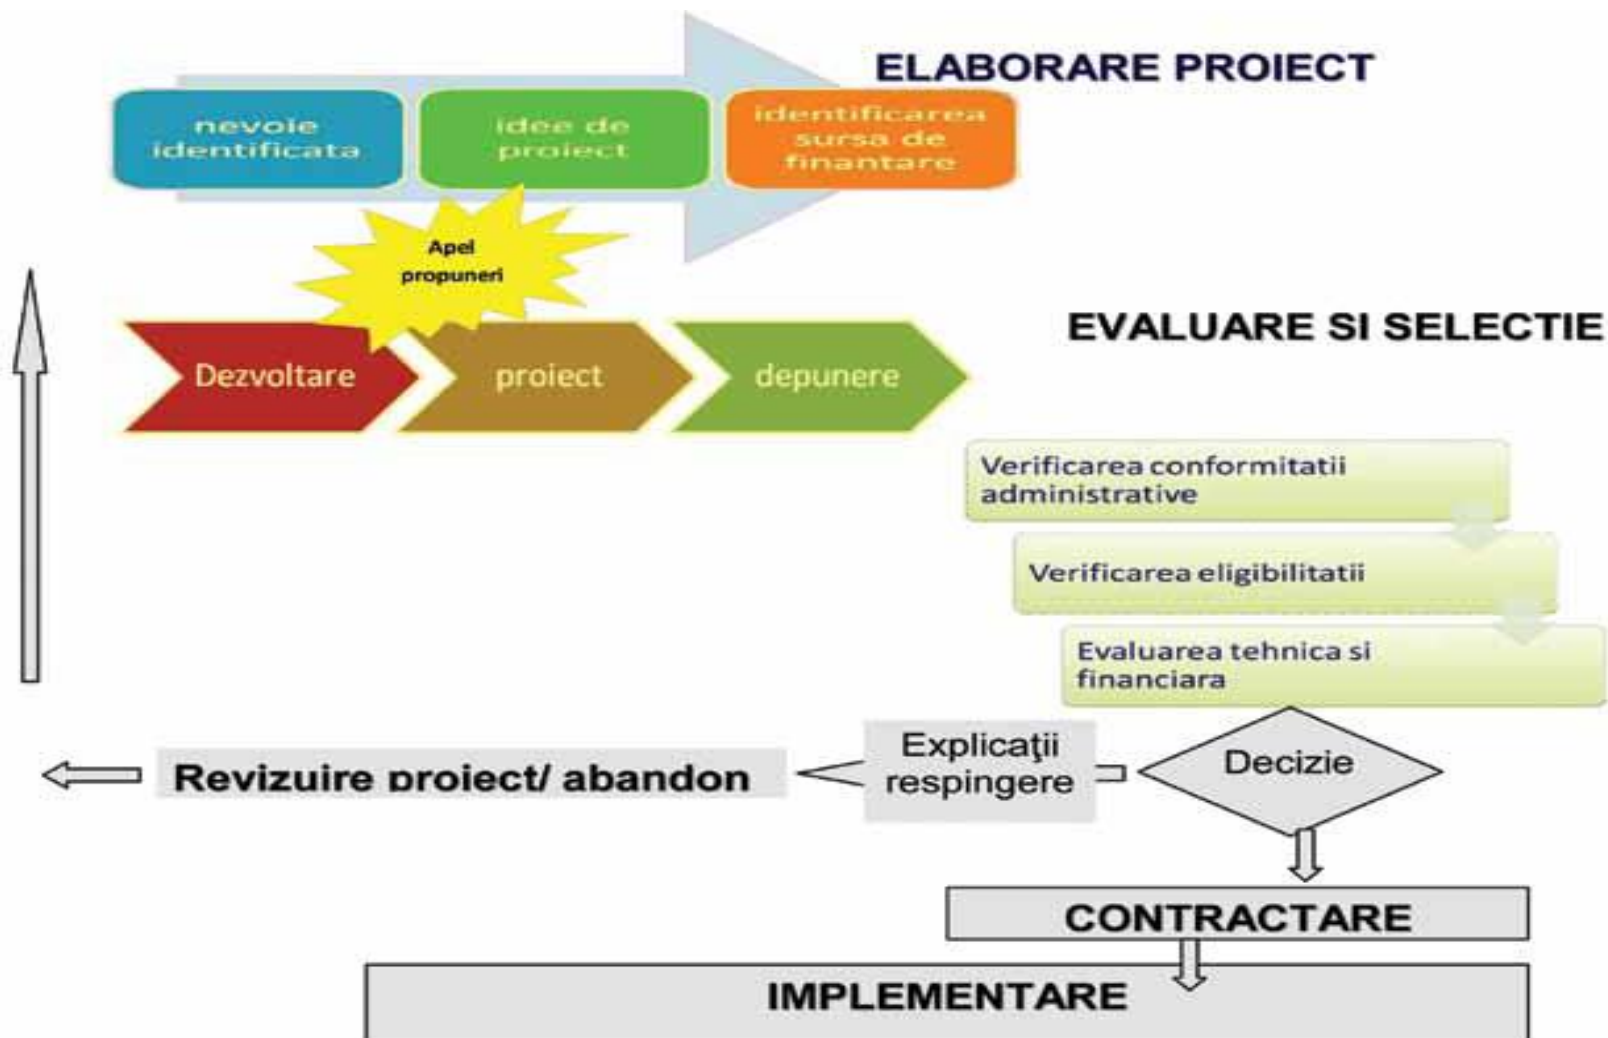 ELABORARE PROIECT
nevoie
identificata
idee de
proiect
identificarea
sursa de
finantare
Apel
propuneri
EVALUARE SI SELECTIE
Dezvoltare
proiect
depunere
Verificarea conformitatii
administrative
Verificarea eligibilitatii
Evaluarea tehnica si
financiara
Decizie
Explicaţii
respingere
Revizuire proiect/ abandon
CONTRACTARE
IMPLEMENTARE